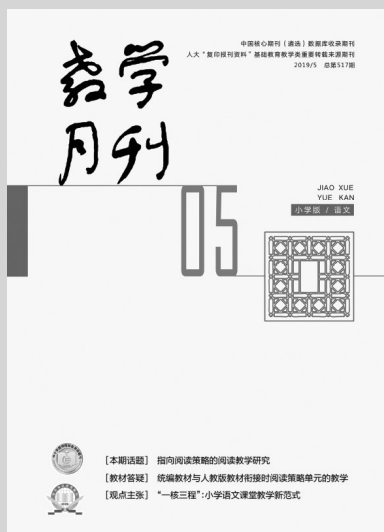 中国核心期刊（遴选）数据库收录期刊
人大“复印报刊资料”基础教育教学类重要转载来源期刊
2019/5 总第517期
教学
月刊
JIAO XUE
YUE KAN
小学版 / 语文
05
[本期话题] 指向阅读策略的阅读教学研究
[教材答疑] 统编教材与人教版教材衔接时阅读策略单元的教学
[观点主张] “一核三程”：小学语文课堂教学新范式